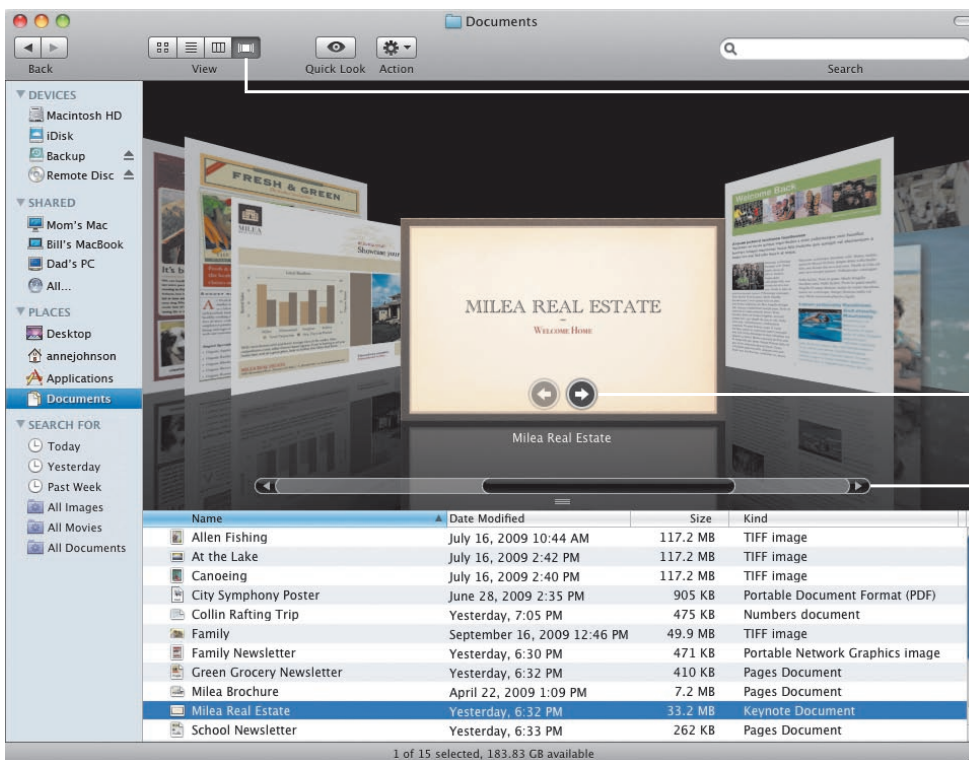 Documents
Back
View
Quick Look
Action
Search
DEVICES
Macintosh HD
iDisk
Backup
Remote Disc
SHARED
Mom's Mac
Bill's MacBook
Dad's PC
All...
PLACES
Desktop
annejohnson
Applications
Documents
SEARCH FOR
Today
Yesterday
Past Week
All Images
All Movies
All Documents
FRESH & GREEN
MILEA
Welcome Back
MILEA REAL ESTATE
WELCOME HOME
Milea Real Estate
Name Date Modified Size Kind
Allen Fishing July 16, 2009 10:44 AM 117.2 MB TIFF image
At the Lake July 16, 2009 2:42 PM 117.2 MB TIFF image
Canoeing July 16, 2009 2:40 PM 117.2 MB TIFF image
City Symphony Poster June 28, 2009 2:35 PM 905 KB Portable Document Format (PDF)
Collin Rafting Trip Yesterday, 7:05 PM 475 KB Numbers document
Family September 16, 2009 12:46 PM 49.9 MB TIFF image
Family Newsletter Yesterday, 6:30 PM 471 KB Portable Network Graphics image
Green Grocery Newsletter Yesterday, 6:32 PM 410 KB Pages Document
Milea Brochure April 22, 2009 1:09 PM 7.2 MB Pages Document
Milea Real Estate Yesterday, 6:32 PM 33.2 MB Keynote Document
School Newsletter Yesterday, 6:33 PM 262 KB Pages Document
1 of 15 selected, 183.83 GB available